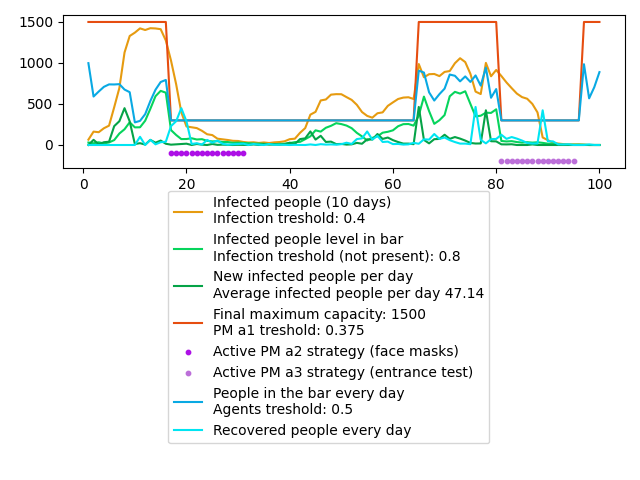 1500
1000
500
0
0
20
40
60
80
100
Infected people (10 days)
Infection treshold: 0.4
Infected people level in bar
Infection treshold (not present): 0.8
New infected people per day
Average infected people per day 47.14
Final maximum capacity: 1500
PM a1 treshold: 0.375
Active PM a2 strategy (face masks)
Active PM a3 strategy (entrance test)
People in the bar every day
Agents treshold: 0.5
Recovered people every day